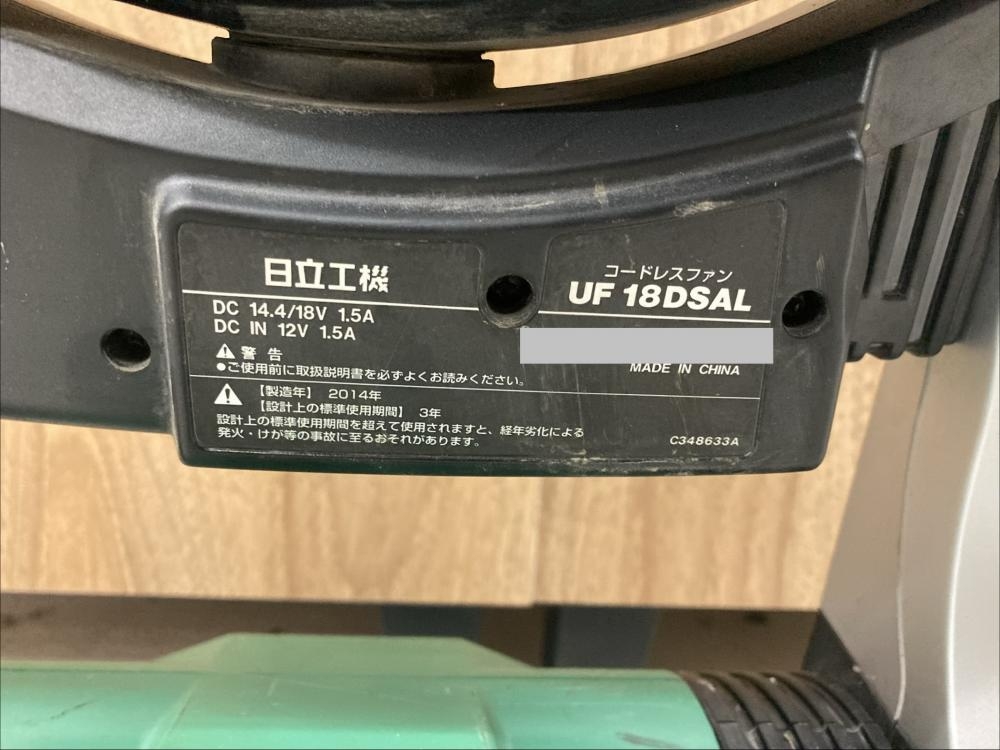 日立工機
DC 14.4/18V 1.5A
DC IN 12V 1.5A
警告
●ご使用前に取扱説明書を必ずよくお読みください。
【製造年】 2014年
【設計上の標準使用期間】 3年
設計上の標準使用期間を超えて使用されますと、経年劣化による
発火・けが等の事故に至るおそれがあります。
コードレスファン
UF 18DSAL
MADE IN CHINA
C348633A